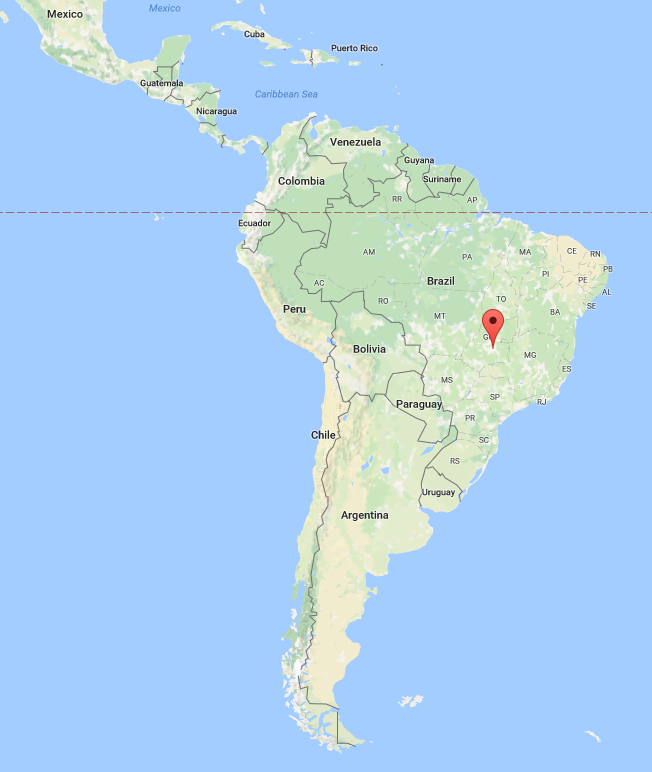 Mexico
Mexico
Cuba
Puerto Rico
Guatemala
Caribbean Sea
Nicaragua
Venezuela
Guyana
Colombia
Suriname
RR
AP
Ecuador
AM
MA
CE
RN
PA
PB
PI
PE
AC
Brazil
AL
RO
TO
SE
Peru
MT
BA
G
Bolivia
MG
ES
MS
SP
RJ
Paraguay
PR
Chile
SC
RS
Uruguay
Argentina